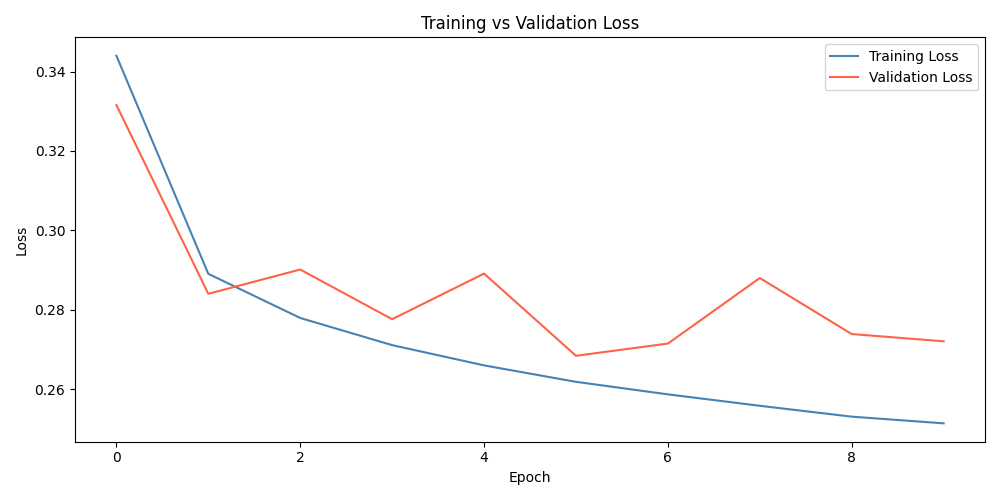 Training vs Validation Loss
Training Loss
Validation Loss
0.34
0.32
0.30
0.28
0.26
Loss
0 2 4 6 8
Epoch